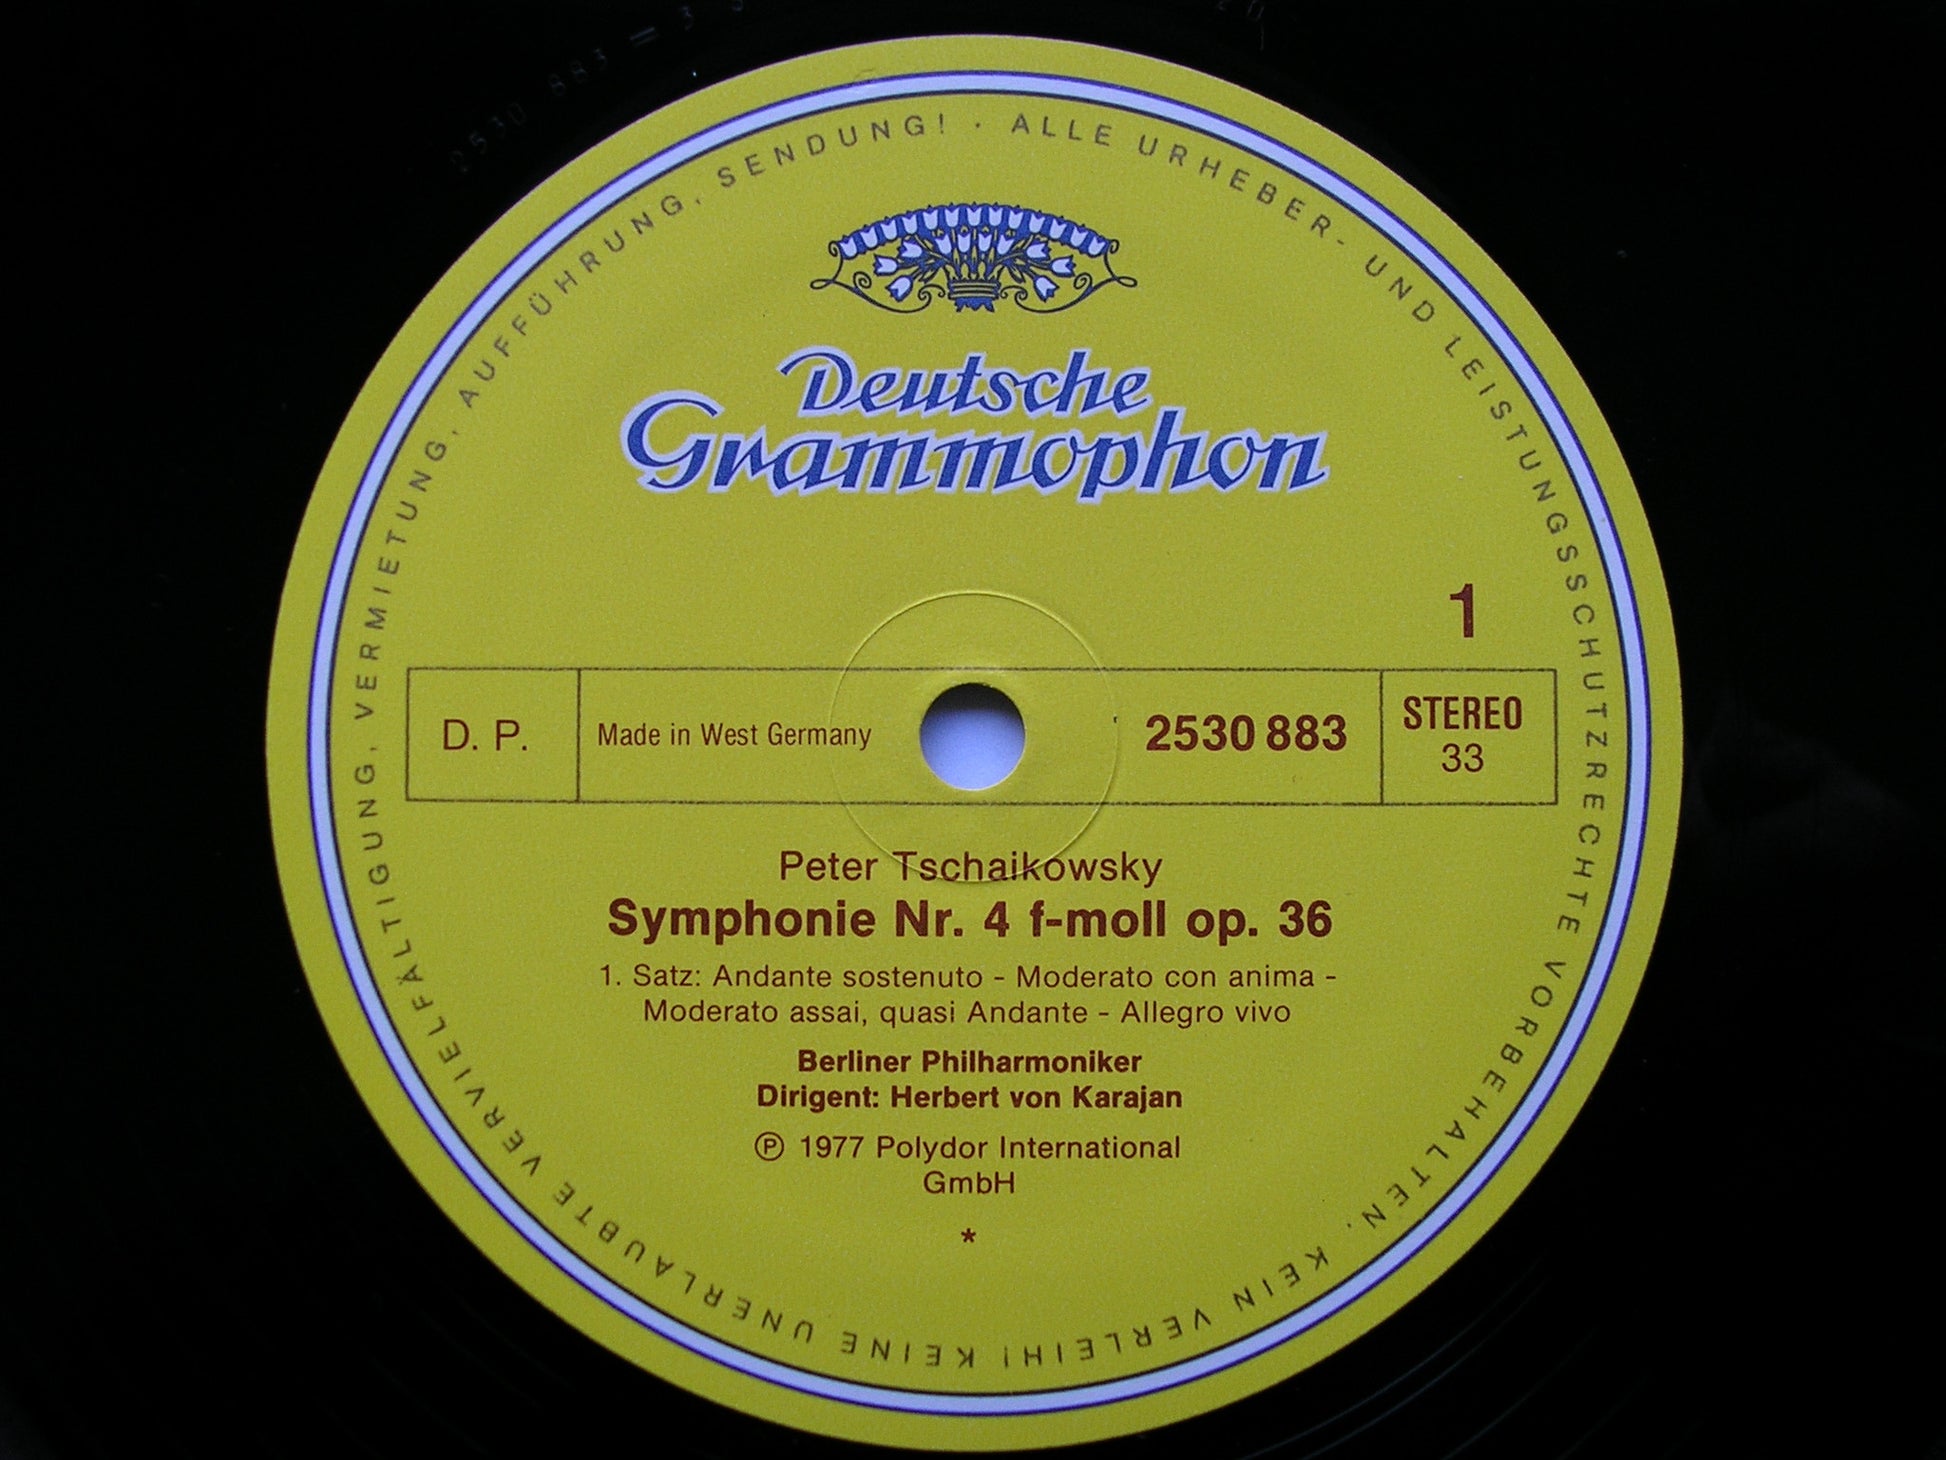 2530 883 =
ALLE URHEBER- UND LEISTUNGSSCHUTZRECHTE VORBEHALTEN. KEIN VERLEIH! KEINE UNERLAUBTE VERVIELFÄLTIGUNG, VERMIETUNG, AUFFÜHRUNG, SENDUNG! ·
Deutsche
Grammophon
1
D. P. Made in West Germany 2530 883 STEREO
33
Peter Tschaikowsky
Symphonie Nr. 4 f-moll op. 36
1. Satz: Andante sostenuto - Moderato con anima -
Moderato assai, quasi Andante - Allegro vivo
Berliner Philharmoniker
Dirigent: Herbert von Karajan
℗ 1977 Polydor International
GmbH
*